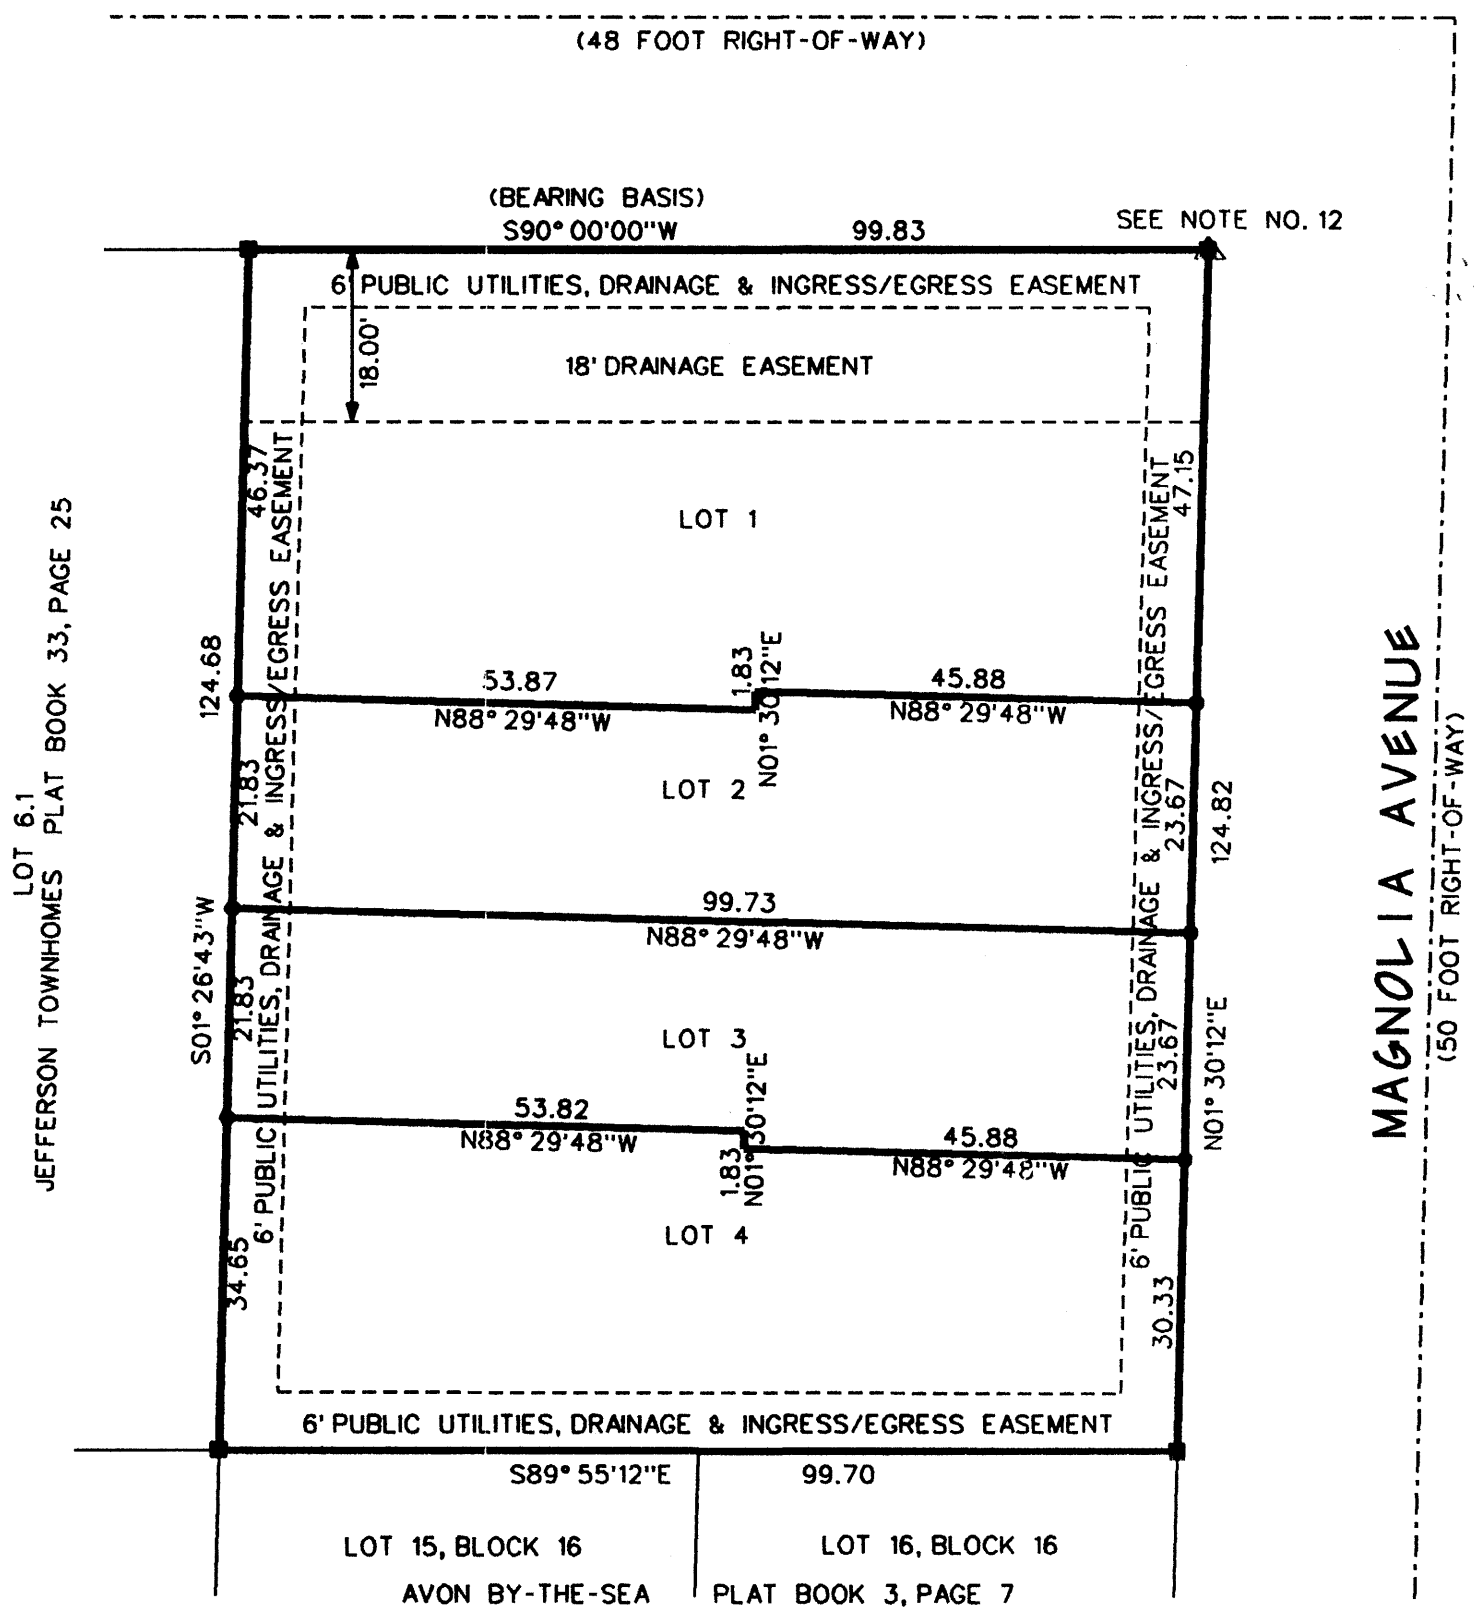 (48 FOOT RIGHT-OF-WAY)
(BEARING BASIS)
S90°00'00"W 99.83
SEE NOTE NO. 12
6' PUBLIC UTILITIES, DRAINAGE & INGRESS/EGRESS EASEMENT
18.00'
18' DRAINAGE EASEMENT
46.37
47.15
LOT 1
6' PUBLIC UTILITIES, DRAINAGE & INGRESS/EGRESS EASEMENT
6' PUBLIC UTILITIES, DRAINAGE & INGRESS/EGRESS EASEMENT
LOT 6.1
JEFFERSON TOWNHOMES PLAT BOOK 33, PAGE 25
124.68
S01°26'43"W
53.87
N88°29'48"W
1.83
N01°30'12"E
45.88
N88°29'48"W
21.83
LOT 2
23.67
124.82
N01°30'12"E
MAGNOLIA AVENUE
(50 FOOT RIGHT-OF-WAY)
99.73
N88°29'48"W
21.83
LOT 3
23.67
53.82
N88°29'48"W
1.83
N01°30'12"E
45.88
N88°29'48"W
LOT 4
34.65
30.33
6' PUBLIC UTILITIES, DRAINAGE & INGRESS/EGRESS EASEMENT
S89°55'12"E 99.70
LOT 15, BLOCK 16
LOT 16, BLOCK 16
AVON BY-THE-SEA PLAT BOOK 3, PAGE 7